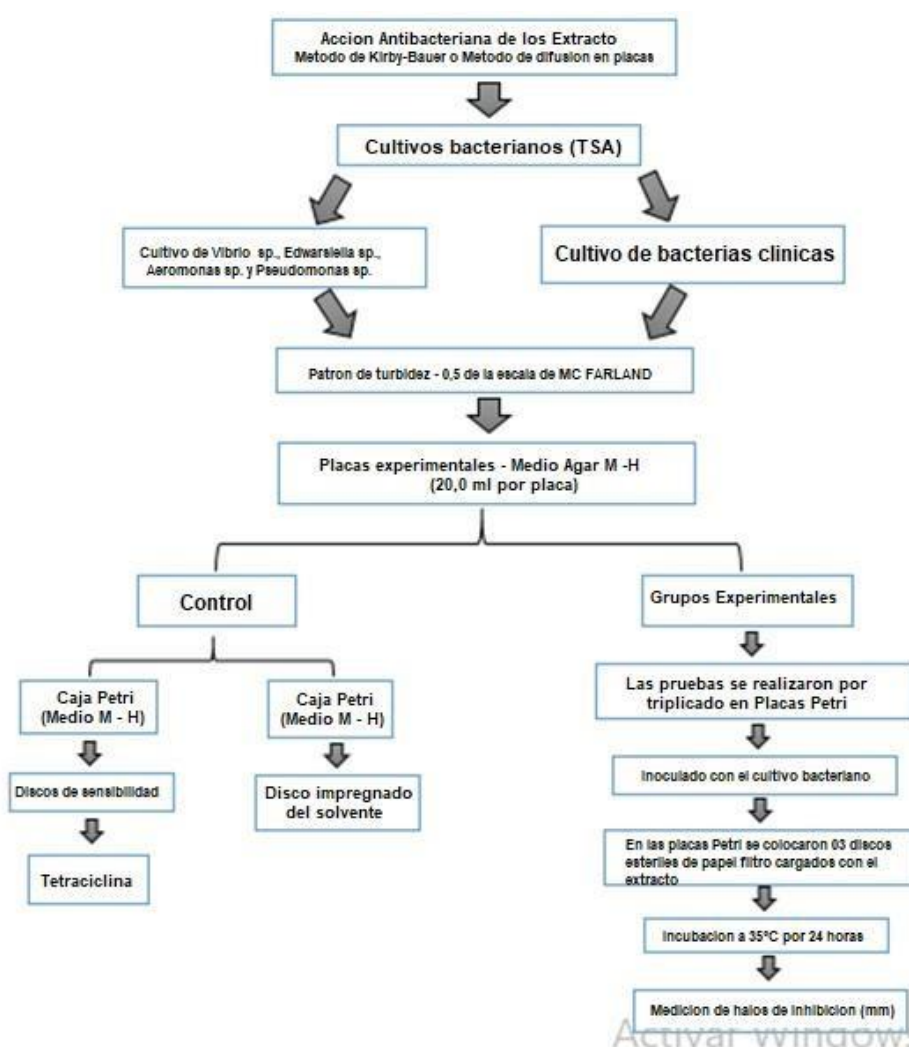 Accion Antibacteriana de los Extracto
Metodo de Kirby-Bauer o Metodo de difusion en placas
Cultivos bacterianos (TSA)
Cultivo de Vibrio sp., Edwarsiella sp.,
Aeromonas sp. y Pseudomonas sp.
Cultivo de bacterias clinicas
Patron de turbidez - 0,5 de la escala de MC FARLAND
Placas experimentales - Medio Agar M -H
(20,0 ml por placa)
Control
Grupos Experimentales
Caja Petri
(Medio M - H)
Caja Petri
(Medio M - H)
Discos de sensibilidad
Disco impregnado
del solvente
Tetraciclina
Las pruebas se realizaron por
triplicado en Placas Petri
Inoculado con el cultivo bacteriano
En las placas Petri se colocaron 03 discos
esteriles de papel filtro cargados con el
extracto
Incubacion a 35ºC por 24 horas
Medicion de halos de inhibicion (mm)
Activar Windows